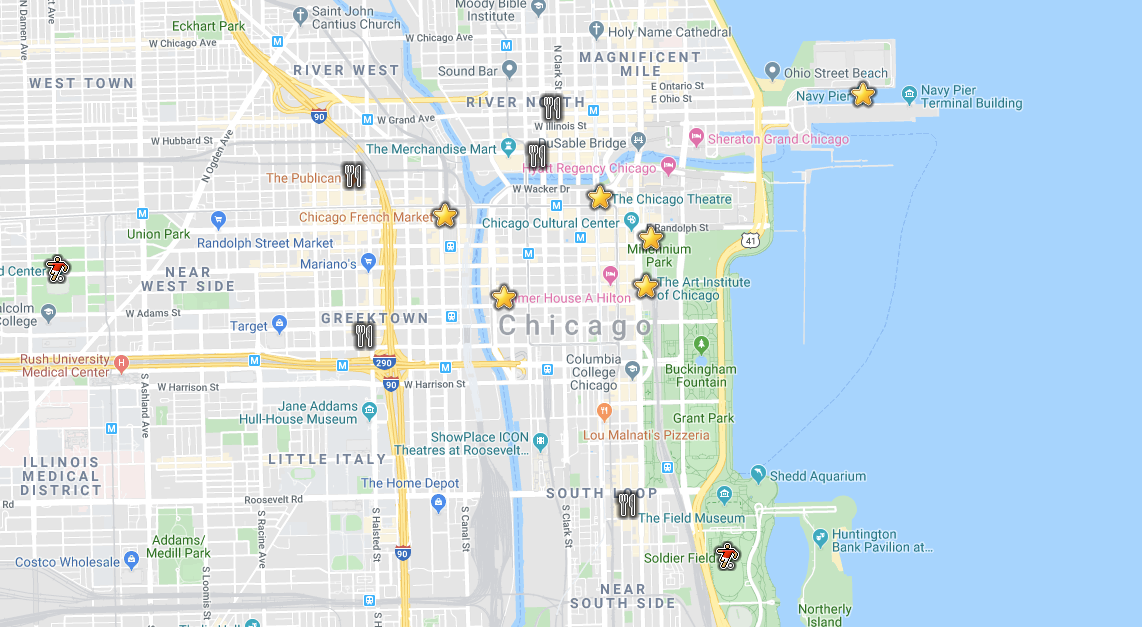 Moody Bible
Institute
Saint John
Cantius Church
Eckhart Park
N Damen Ave
W Chicago Ave
W Chicago Ave
Holy Name Cathedral
N Clark St
MAGNIFICENT
MILE
RIVER WEST
Sound Bar
WEST TOWN
Ohio Street Beach
E Ontario St
E Ohio St
Navy Pier
Navy Pier
Terminal Building
RIVER NORTH
90
W Grand Ave
W Illinois St
W Hubbard St
N Ogden Ave
The Merchandise Mart
DuSable Bridge
Sheraton Grand Chicago
Hyatt Regency Chicago
The Publican
W Wacker Dr
The Chicago Theatre
Chicago French Market
Chicago Cultural Center
Randolph St
Union Park
Randolph Street Market
41
Millennium
Park
Mariano's
d Center
NEAR
WEST SIDE
The Art Institute
of Chicago
mer House A Hilton
lcolm
College
W Adams St
GREEKTOWN
Target
Chicago
Rush University
Medical Center
290
90
Columbia
College
Chicago
Buckingham
Fountain
S Ashland Ave
W Harrison St
W Harrison St
Jane Addams
Hull-House Museum
Grant Park
Lou Malnati's Pizzeria
ShowPlace ICON
Theatres at Roosevelt...
ILLINOIS
MEDICAL
DISTRICT
LITTLE ITALY
Shedd Aquarium
The Home Depot
SOUTH LOOP
Rd
Roosevelt Rd
The Field Museum
S Racine Ave
S Halsted St
S Canal St
S Clark St
Addams/
Medill Park
Huntington
Bank Pavilion at...
90
Soldier Field
Costco Wholesale
S Loomis St
NEAR
SOUTH SIDE
Northerly
Island